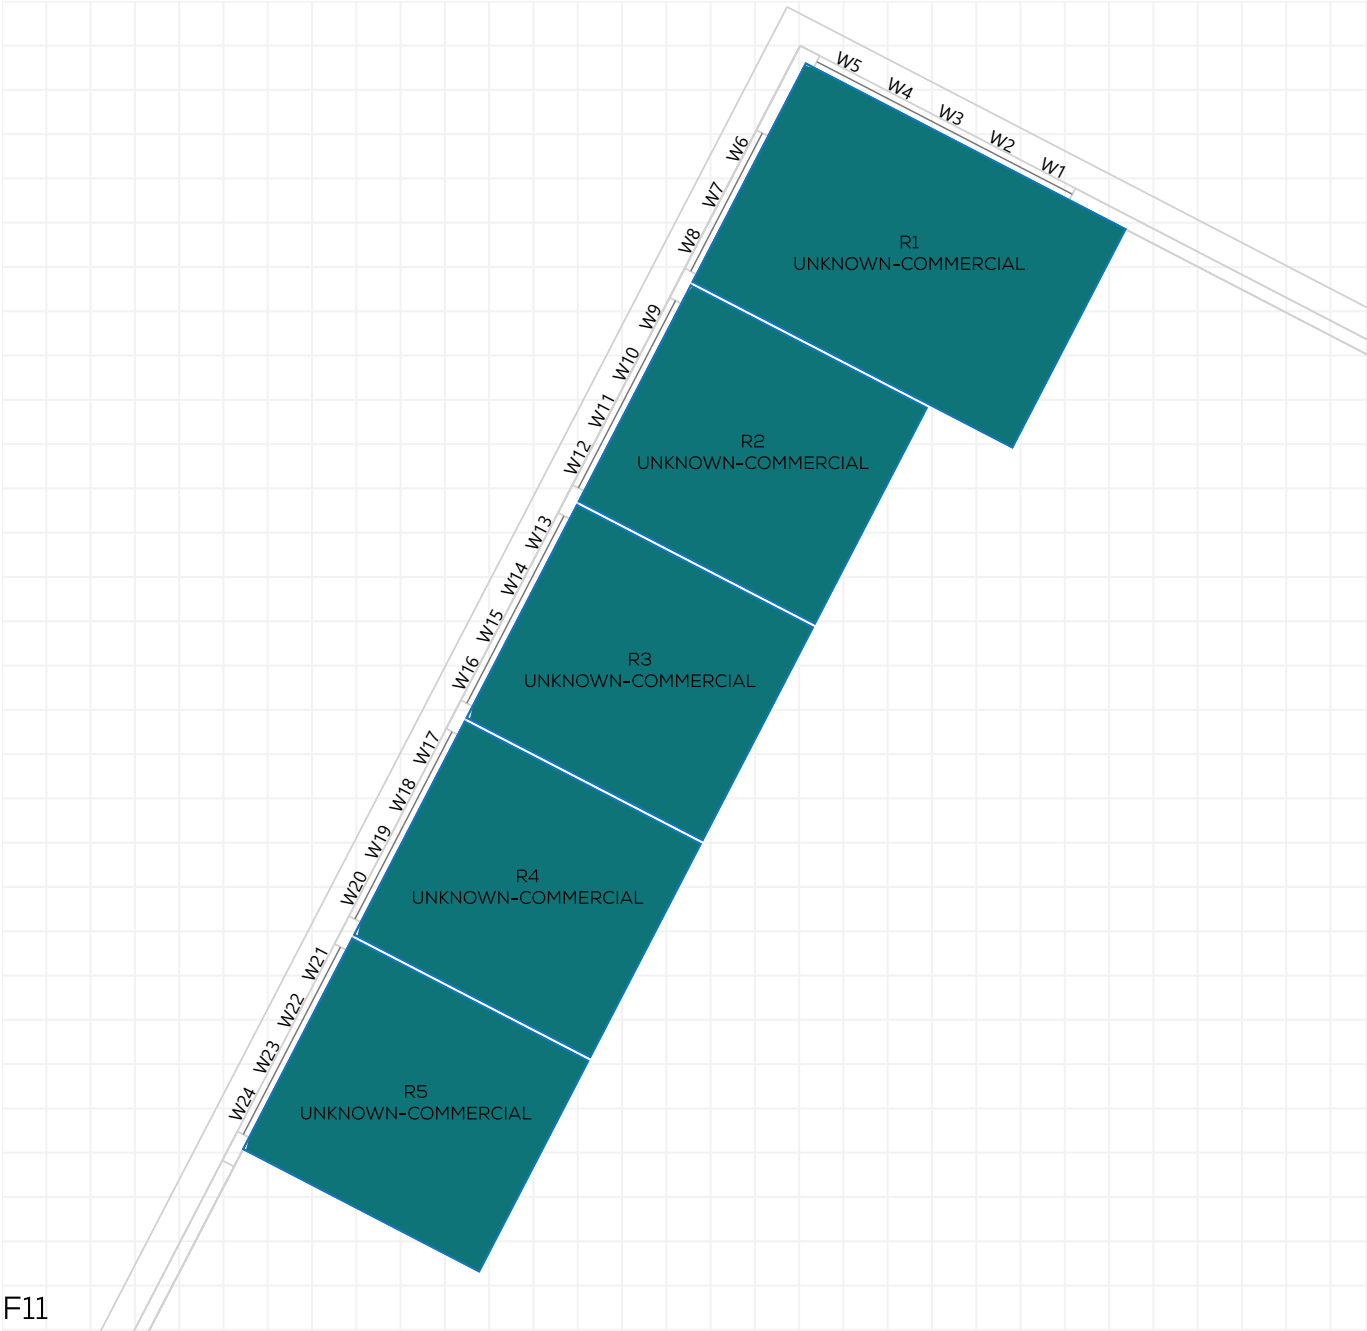 W5
W4
W3
W2
W1
W6
W7
W8
R1
UNKNOWN-COMMERCIAL
W9
W10
W11
W12
R2
UNKNOWN-COMMERCIAL
W13
W14
W15
W16
R3
UNKNOWN-COMMERCIAL
W17
W18
W19
W20
R4
UNKNOWN-COMMERCIAL
W21
W22
W23
W24
R5
UNKNOWN-COMMERCIAL
F11